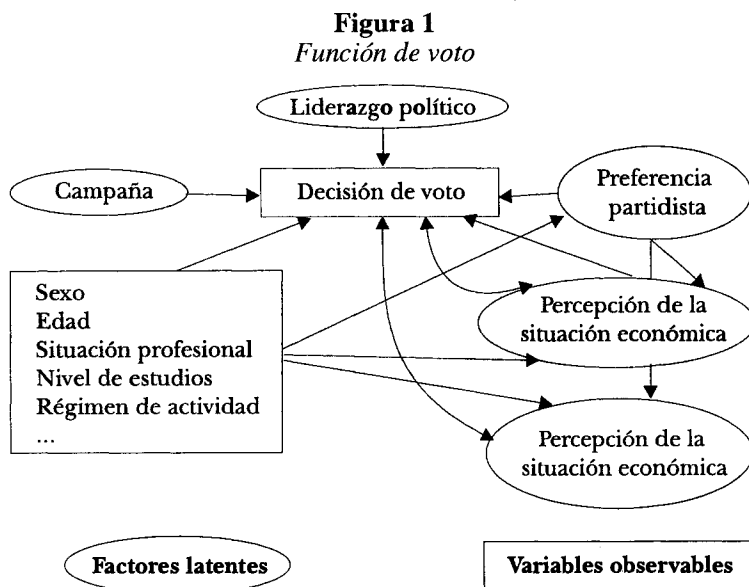 Figura 1
Función de voto
Liderazgo político
Campaña
Decisión de voto
Preferencia
partidista
Sexo
Edad
Situación profesional
Nivel de estudios
Régimen de actividad
...
Percepción de la
situación económica
Percepción de la
situación económica
Factores latentes
Variables observables